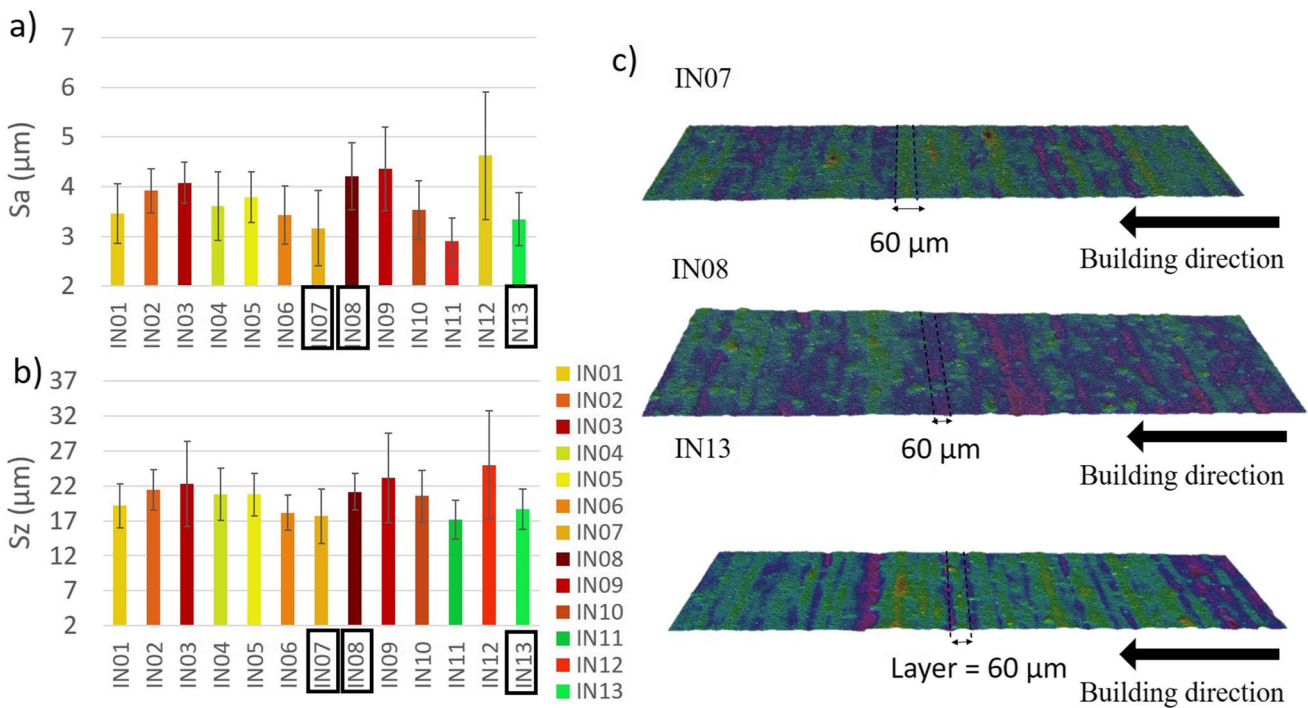 a)
7
6
5
4
3
2
Sa (µm)
IN01
IN02
IN03
IN04
IN05
IN06
IN07
IN08
IN09
IN10
IN11
IN12
IN13
b)
37
32
27
22
17
12
7
2
Sz (µm)
IN01
IN02
IN03
IN04
IN05
IN06
IN07
IN08
IN09
IN10
IN11
IN12
IN13
IN01
IN02
IN03
IN04
IN05
IN06
IN07
IN08
IN09
IN10
IN11
IN12
IN13
c)
IN07
60 µm
Building direction
IN08
60 µm
Building direction
IN13
Layer = 60 µm
Building direction